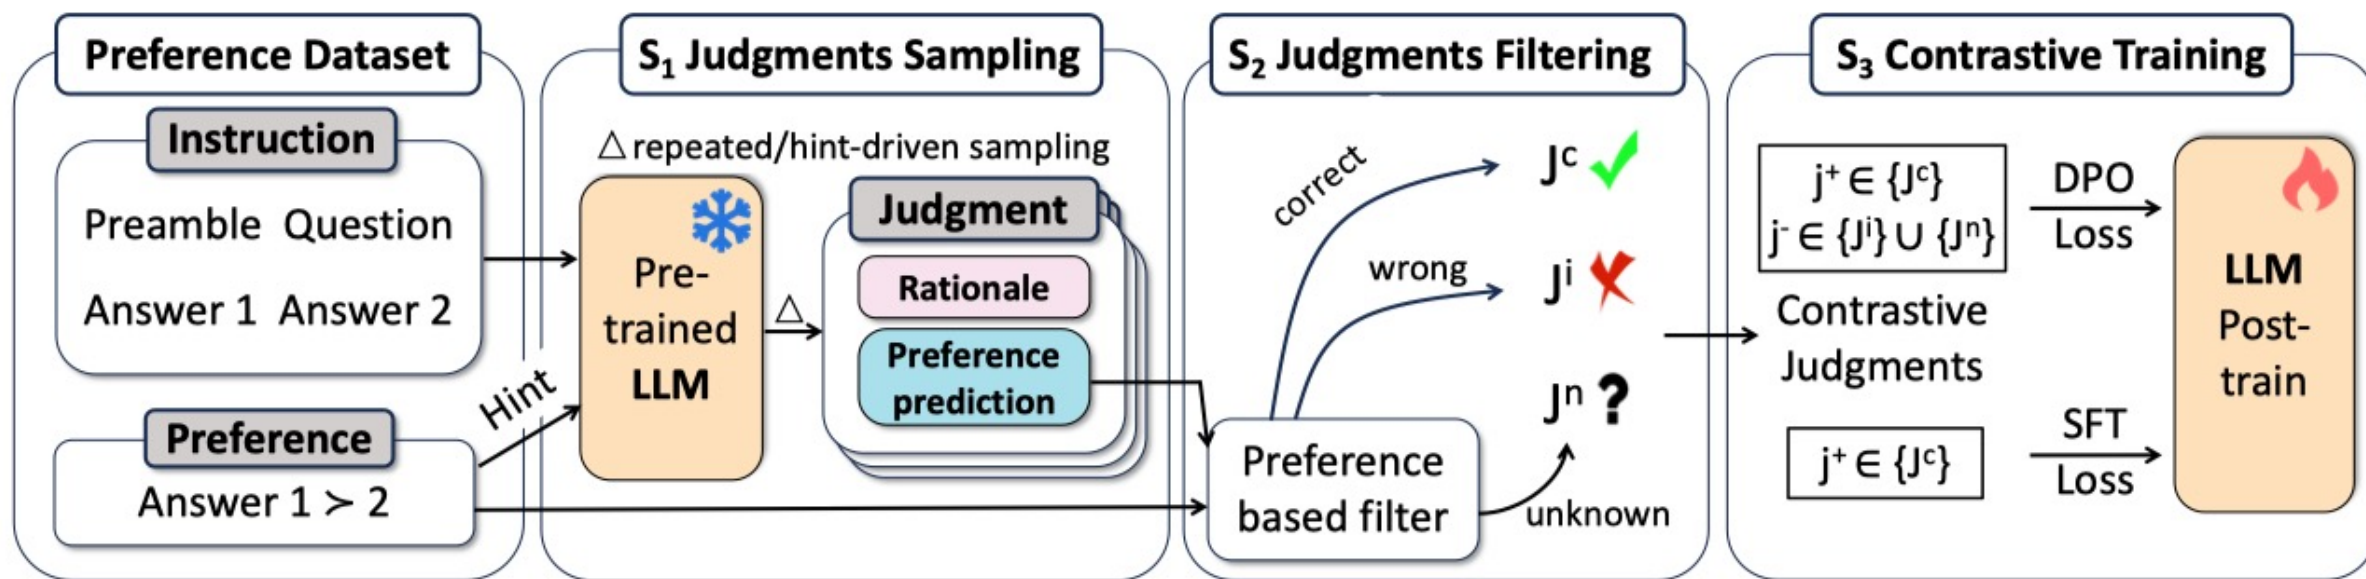 Preference Dataset
Instruction
Preamble Question
Answer 1 Answer 2
Preference
Answer 1 ≻ 2
Hint
S₁ Judgments Sampling
△ repeated/hint-driven sampling
Pre-
trained
LLM
△
Judgment
Rationale
Preference
prediction
S₂ Judgments Filtering
correct
Jᶜ
wrong
Jⁱ
Jⁿ ?
unknown
Preference
based filter
S₃ Contrastive Training
j⁺ ∈ {Jᶜ}
j⁻ ∈ {Jⁱ} ∪ {Jⁿ}
Contrastive
Judgments
j⁺ ∈ {Jᶜ}
DPO
Loss
SFT
Loss
LLM
Post-
train